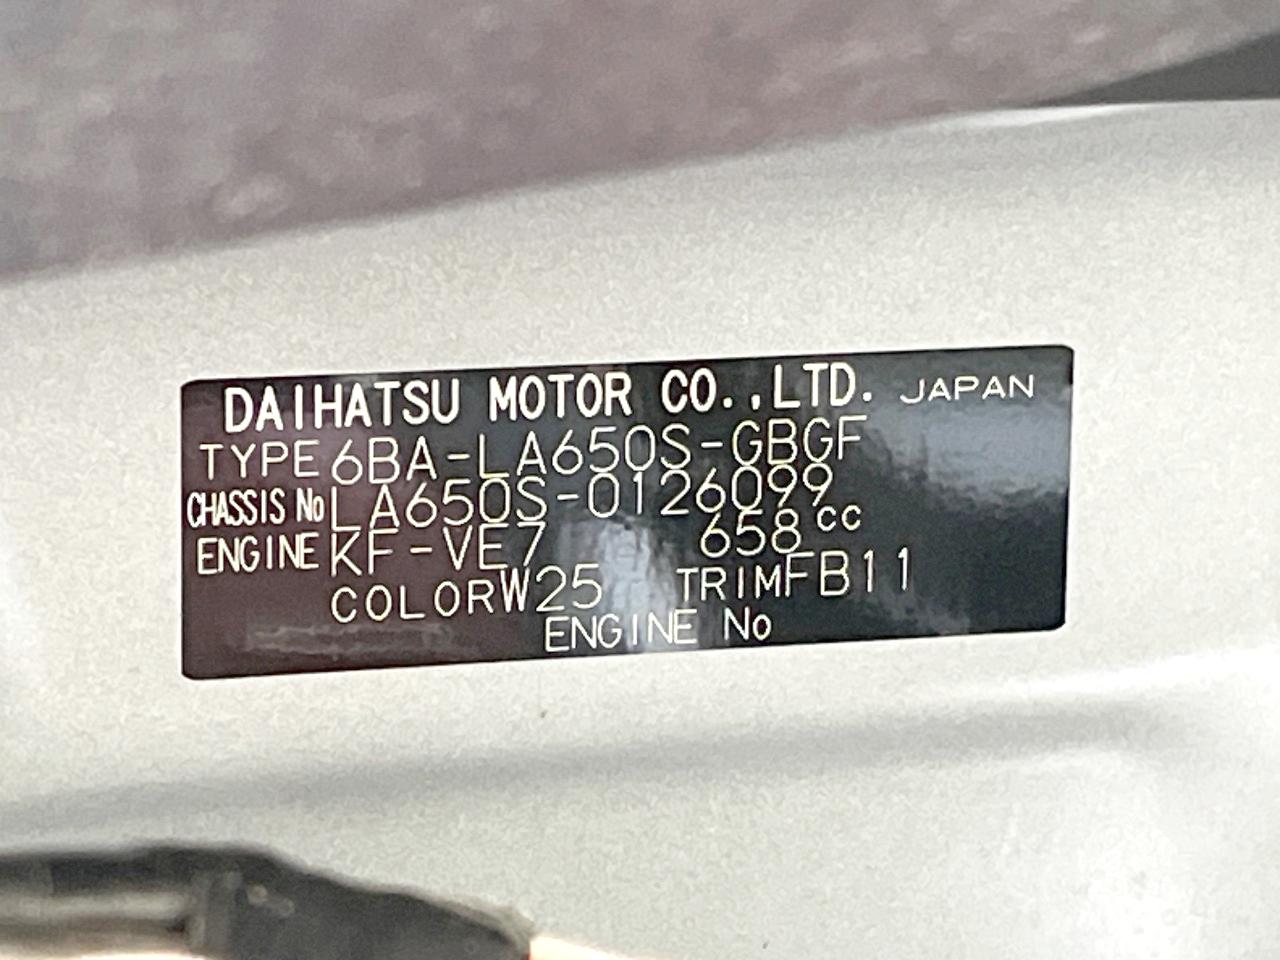 DAIHATSU MOTOR CO.,LTD. JAPAN
TYPE 6BA-LA650S-GBGF
CHASSIS No LA650S-0126099
ENGINE KF-VE7 658cc
COLOR W25 TRIM FB11
ENGINE No